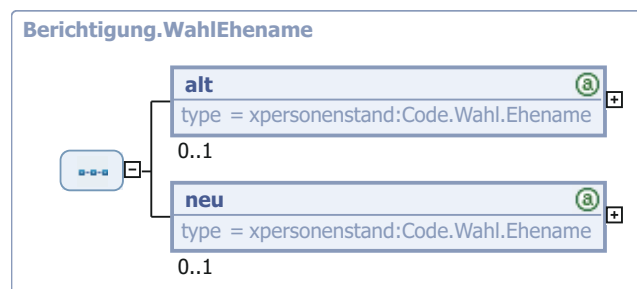 Berichtigung.WahlEhename
alt
type = xpersonenstand:Code.Wahl.Ehename
0..1
neu
type = xpersonenstand:Code.Wahl.Ehename
0..1